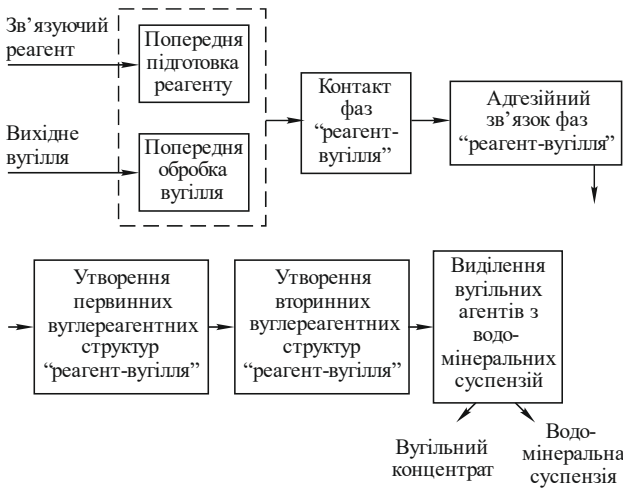 Зв’язуючий
реагент
Попередня
підготовка
реагенту
Вихідне
вугілля
Попередня
обробка
вугілля
Контакт
фаз
“реагент-
вугілля”
Адгезійний
зв’язок фаз
“реагент-вугілля”
Утворення
первинних
вуглереагентних
структур
“реагент-вугілля”
Утворення
вторинних
вуглереагентних
структур
“реагент-вугілля”
Виділення
вугільних
агентів з
водо-
мінеральних
суспензій
Вугільний
концентрат
Водо-
мінеральна
суспензія